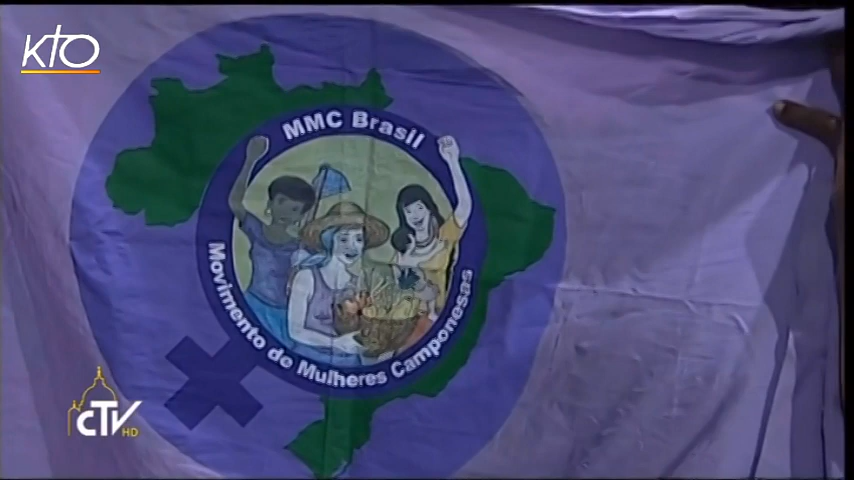 KTO
MMC Brasil
Movimento de Mulheres Camponesas
CTV
HD